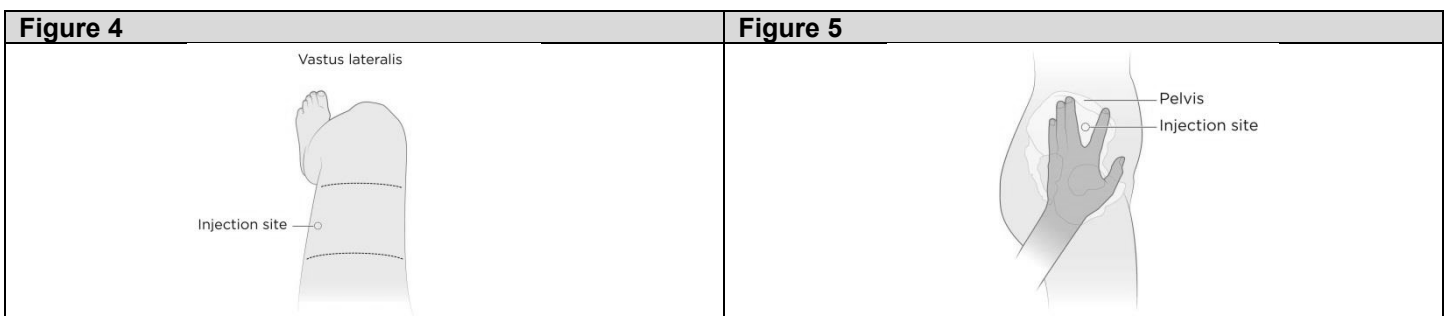 Figure 4
Vastus lateralis
Injection site
Figure 5
Pelvis
Injection site